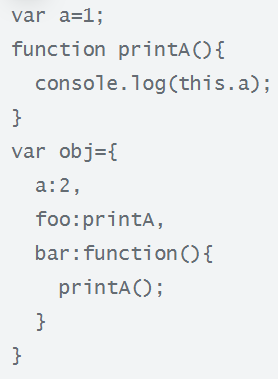 var a=1;
function printA(){
  console.log(this.a);
}
var obj={
  a:2,
  foo:printA,
  bar:function(){
    printA();
  }
}